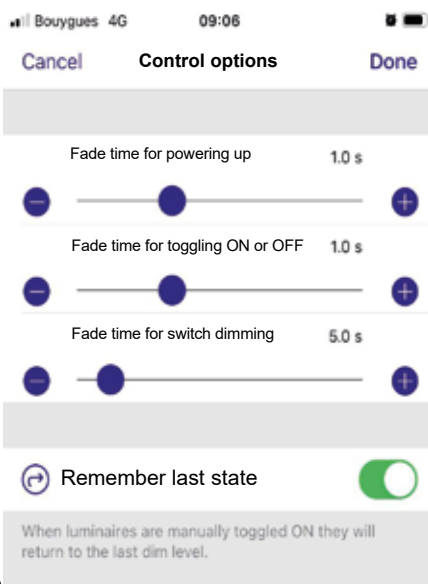 Bouygues 4G 09:06
Cancel Control options Done
Fade time for powering up 1.0 s
Fade time for toggling ON or OFF 1.0 s
Fade time for switch dimming 5.0 s
Remember last state
When luminaires are manually toggled ON they will
return to the last dim level.